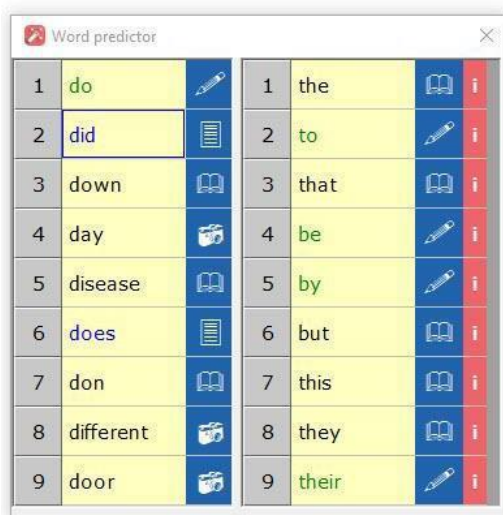 Word predictor
1 do 1 the i
2 did 2 to i
3 down 3 that i
4 day 4 be i
5 disease 5 by i
6 does 6 but i
7 don 7 this i
8 different 8 they i
9 door 9 their i